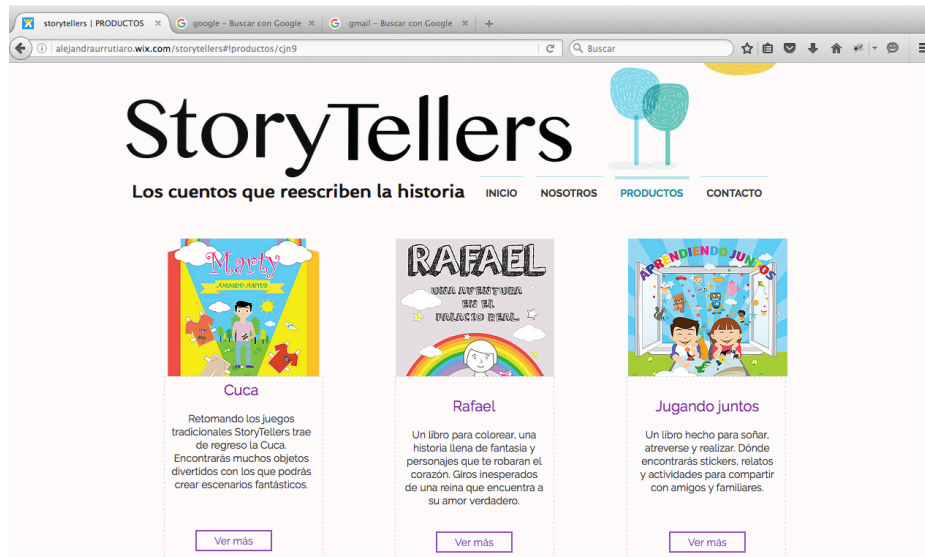 storytellers | PRODUCTOS
google - Buscar con Google
gmail - Buscar con Google
alejandraurrutiaro.wix.com/storytellers#!productos/cjn9
Buscar
StoryTellers
Los cuentos que reescriben la historia
INICIO
NOSOTROS
PRODUCTOS
CONTACTO
Marty
JUGANDO JUNTOS
Cuca
Retomando los juegos
tradicionales StoryTellers trae
de regreso la Cuca.
Encontrarás muchos objetos
divertidos con los que podrás
crear escenarios fantásticos.
Ver más
RAFAEL
UNA AVENTURA
EN EL
PALACIO REAL
Rafael
Un libro para colorear, una
historia llena de fantasía y
personajes que te robaran el
corazón. Giros inesperados
de una reina que encuentra a
su amor verdadero.
Ver más
APRENDIENDO JUNTOS
Jugando juntos
Un libro hecho para soñar,
atreverse y realizar. Dónde
encontrarás stickers, relatos
y actividades para compartir
con amigos y familiares.
Ver más